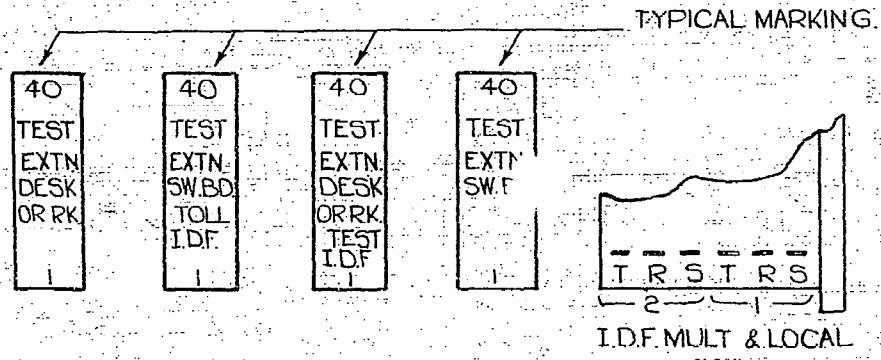 TYPICAL MARKING.
40
TEST
EXTN
DESK
OR RK.
1
40
TEST
EXTN.
SW.BD.
TOLL
I.D.F.
1
40
TEST
EXTN.
DESK
OR RK.
TEST
I.D.F
1
40
TEST
1
T R S T R S
2 1
I.D.F. MULT & LOCAL